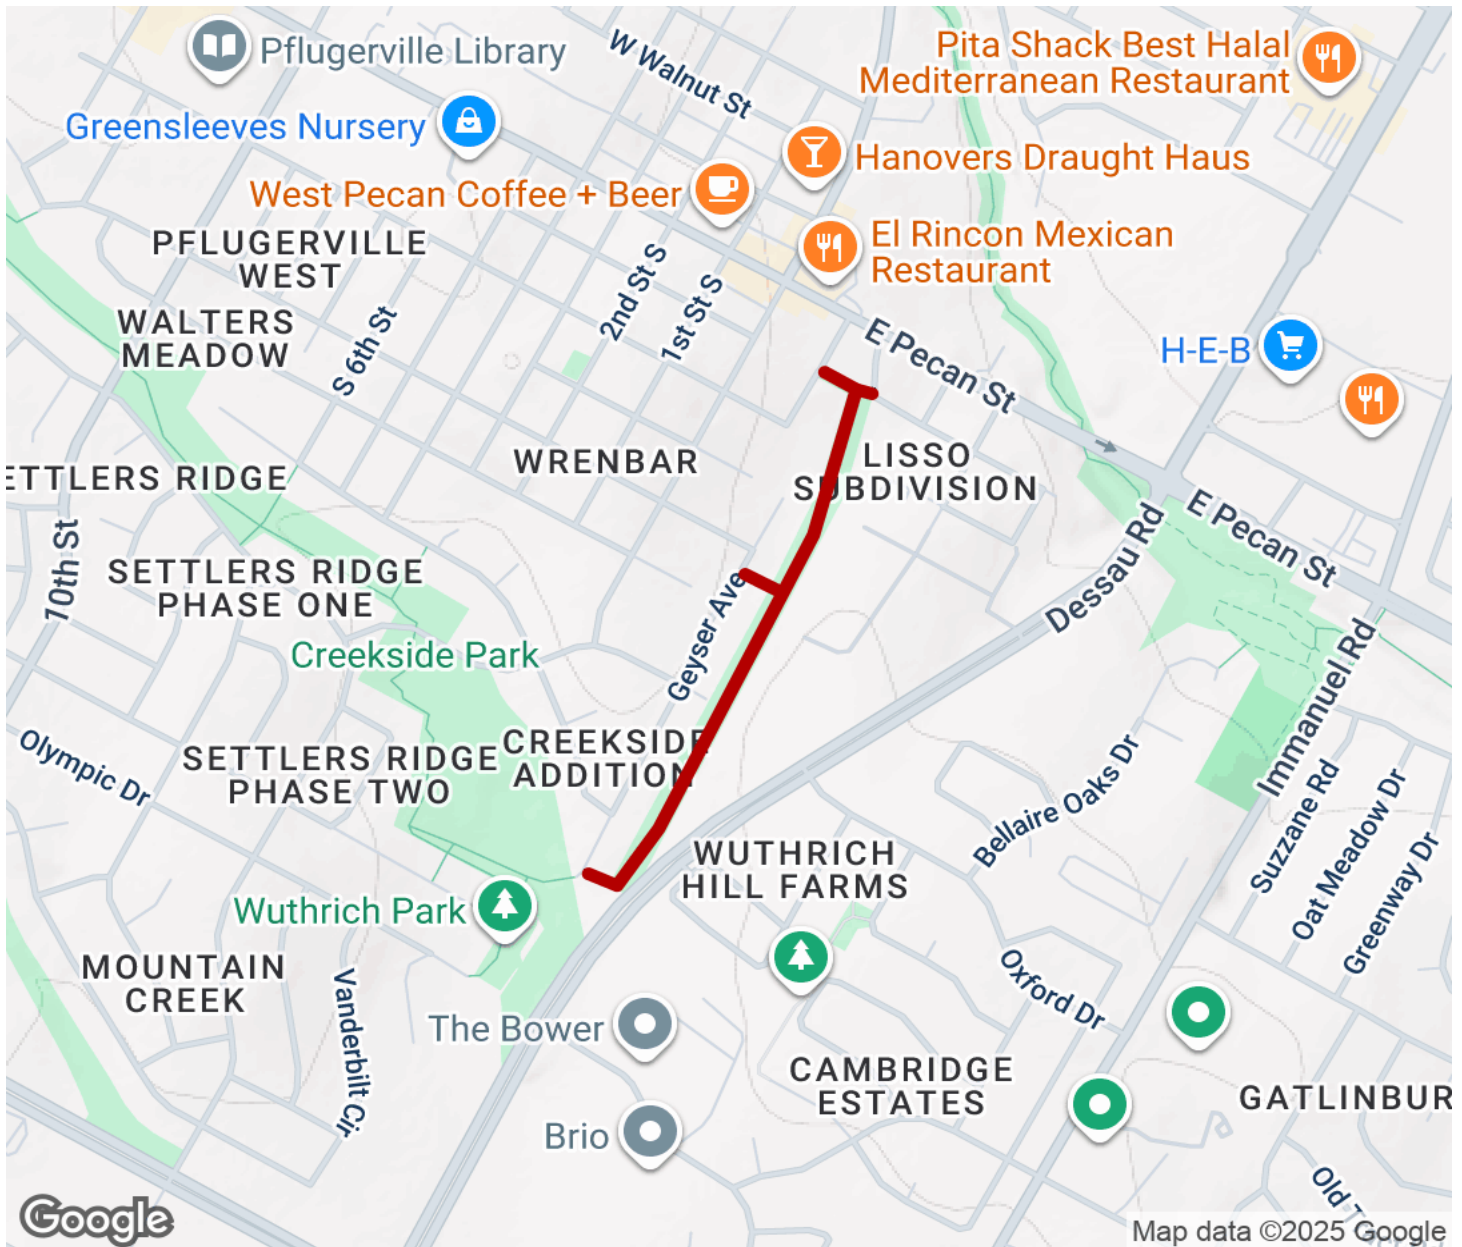 Pflugerville Library
W Walnut St
Pita Shack Best Halal
Mediterranean Restaurant
Greensleeves Nursery
Hanovers Draught Haus
West Pecan Coffee + Beer
El Rincon Mexican
Restaurant
PFLUGERVILLE
WEST
2nd St S
1st St S
WALTERS
MEADOW
S 6th St
E Pecan St
H-E-B
WRENBAR
LISSO
SUBDIVISION
ETTLERS RIDGE
E Pecan St
10th St
SETTLERS RIDGE
PHASE ONE
Dessau Rd
Creekside Park
Geyser Ave
Immanuel Rd
Olympic Dr
SETTLERS RIDGE
PHASE TWO
CREEKSIDE
ADDITION
Bellaire Oaks Dr
Suzzane Rd
Oat Meadow Dr
Greenway Dr
WUTHRICH
HILL FARMS
Wuthrich Park
MOUNTAIN
CREEK
Vanderbilt Cir
Oxford Dr
The Bower
CAMBRIDGE
ESTATES
GATLINBUR
Brio
Old
Google
Map data ©2025 Google